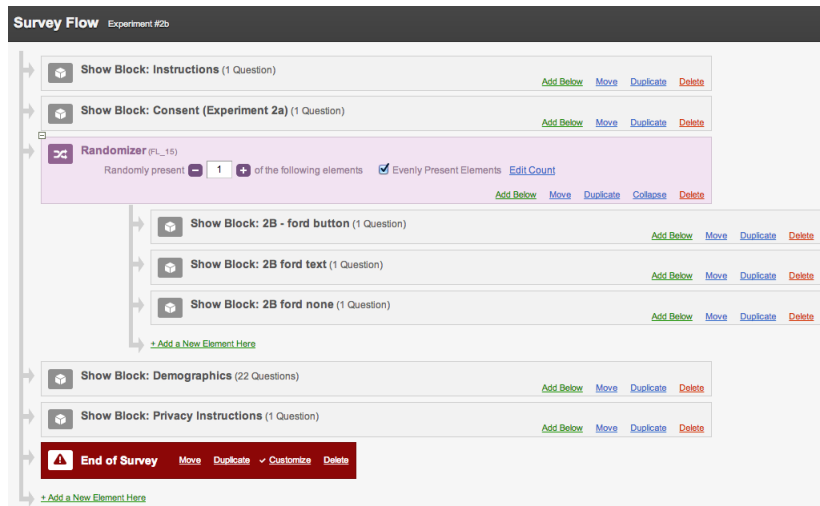 Survey Flow Experiment #2b
Show Block: Instructions (1 Question)
Add Below Move Duplicate Delete
Show Block: Consent (Experiment 2a) (1 Question)
Add Below Move Duplicate Delete
Randomizer (FL_15)
Randomly present 1 of the following elements Evenly Present Elements Edit Count
Add Below Move Duplicate Collapse Delete
Show Block: 2B - ford button (1 Question)
Add Below Move Duplicate Delete
Show Block: 2B ford text (1 Question)
Add Below Move Duplicate Delete
Show Block: 2B ford none (1 Question)
Add Below Move Duplicate Delete
+ Add a New Element Here
Show Block: Demographics (22 Questions)
Add Below Move Duplicate Delete
Show Block: Privacy Instructions (1 Question)
Add Below Move Duplicate Delete
End of Survey Move Duplicate ✓ Customize Delete
+ Add a New Element Here